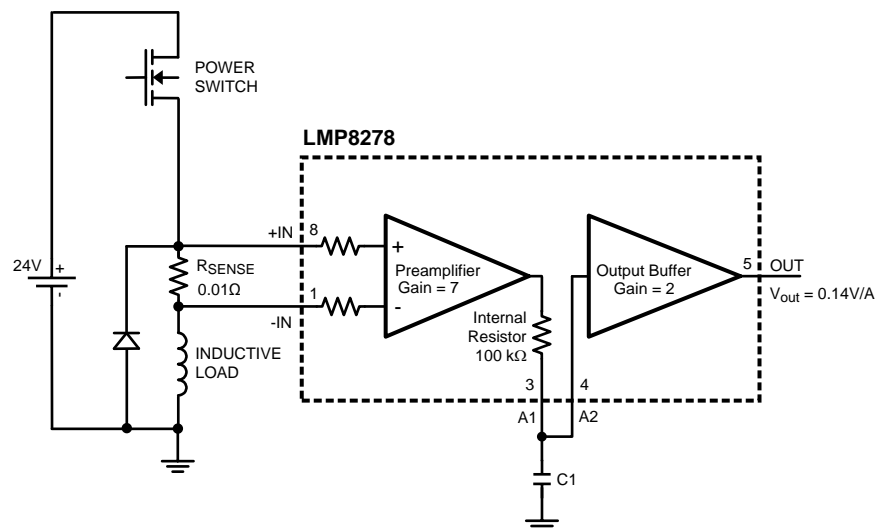 POWER
SWITCH
LMP8278
+IN
8
24V
+
-
RSENSE
0.01Ω
1
-IN
+
-
Preamplifier
Gain = 7
Output Buffer
Gain = 2
5
OUT
Vout = 0.14V/A
Internal
Resistor
100 kΩ
INDUCTIVE
LOAD
3
4
A1
A2
C1